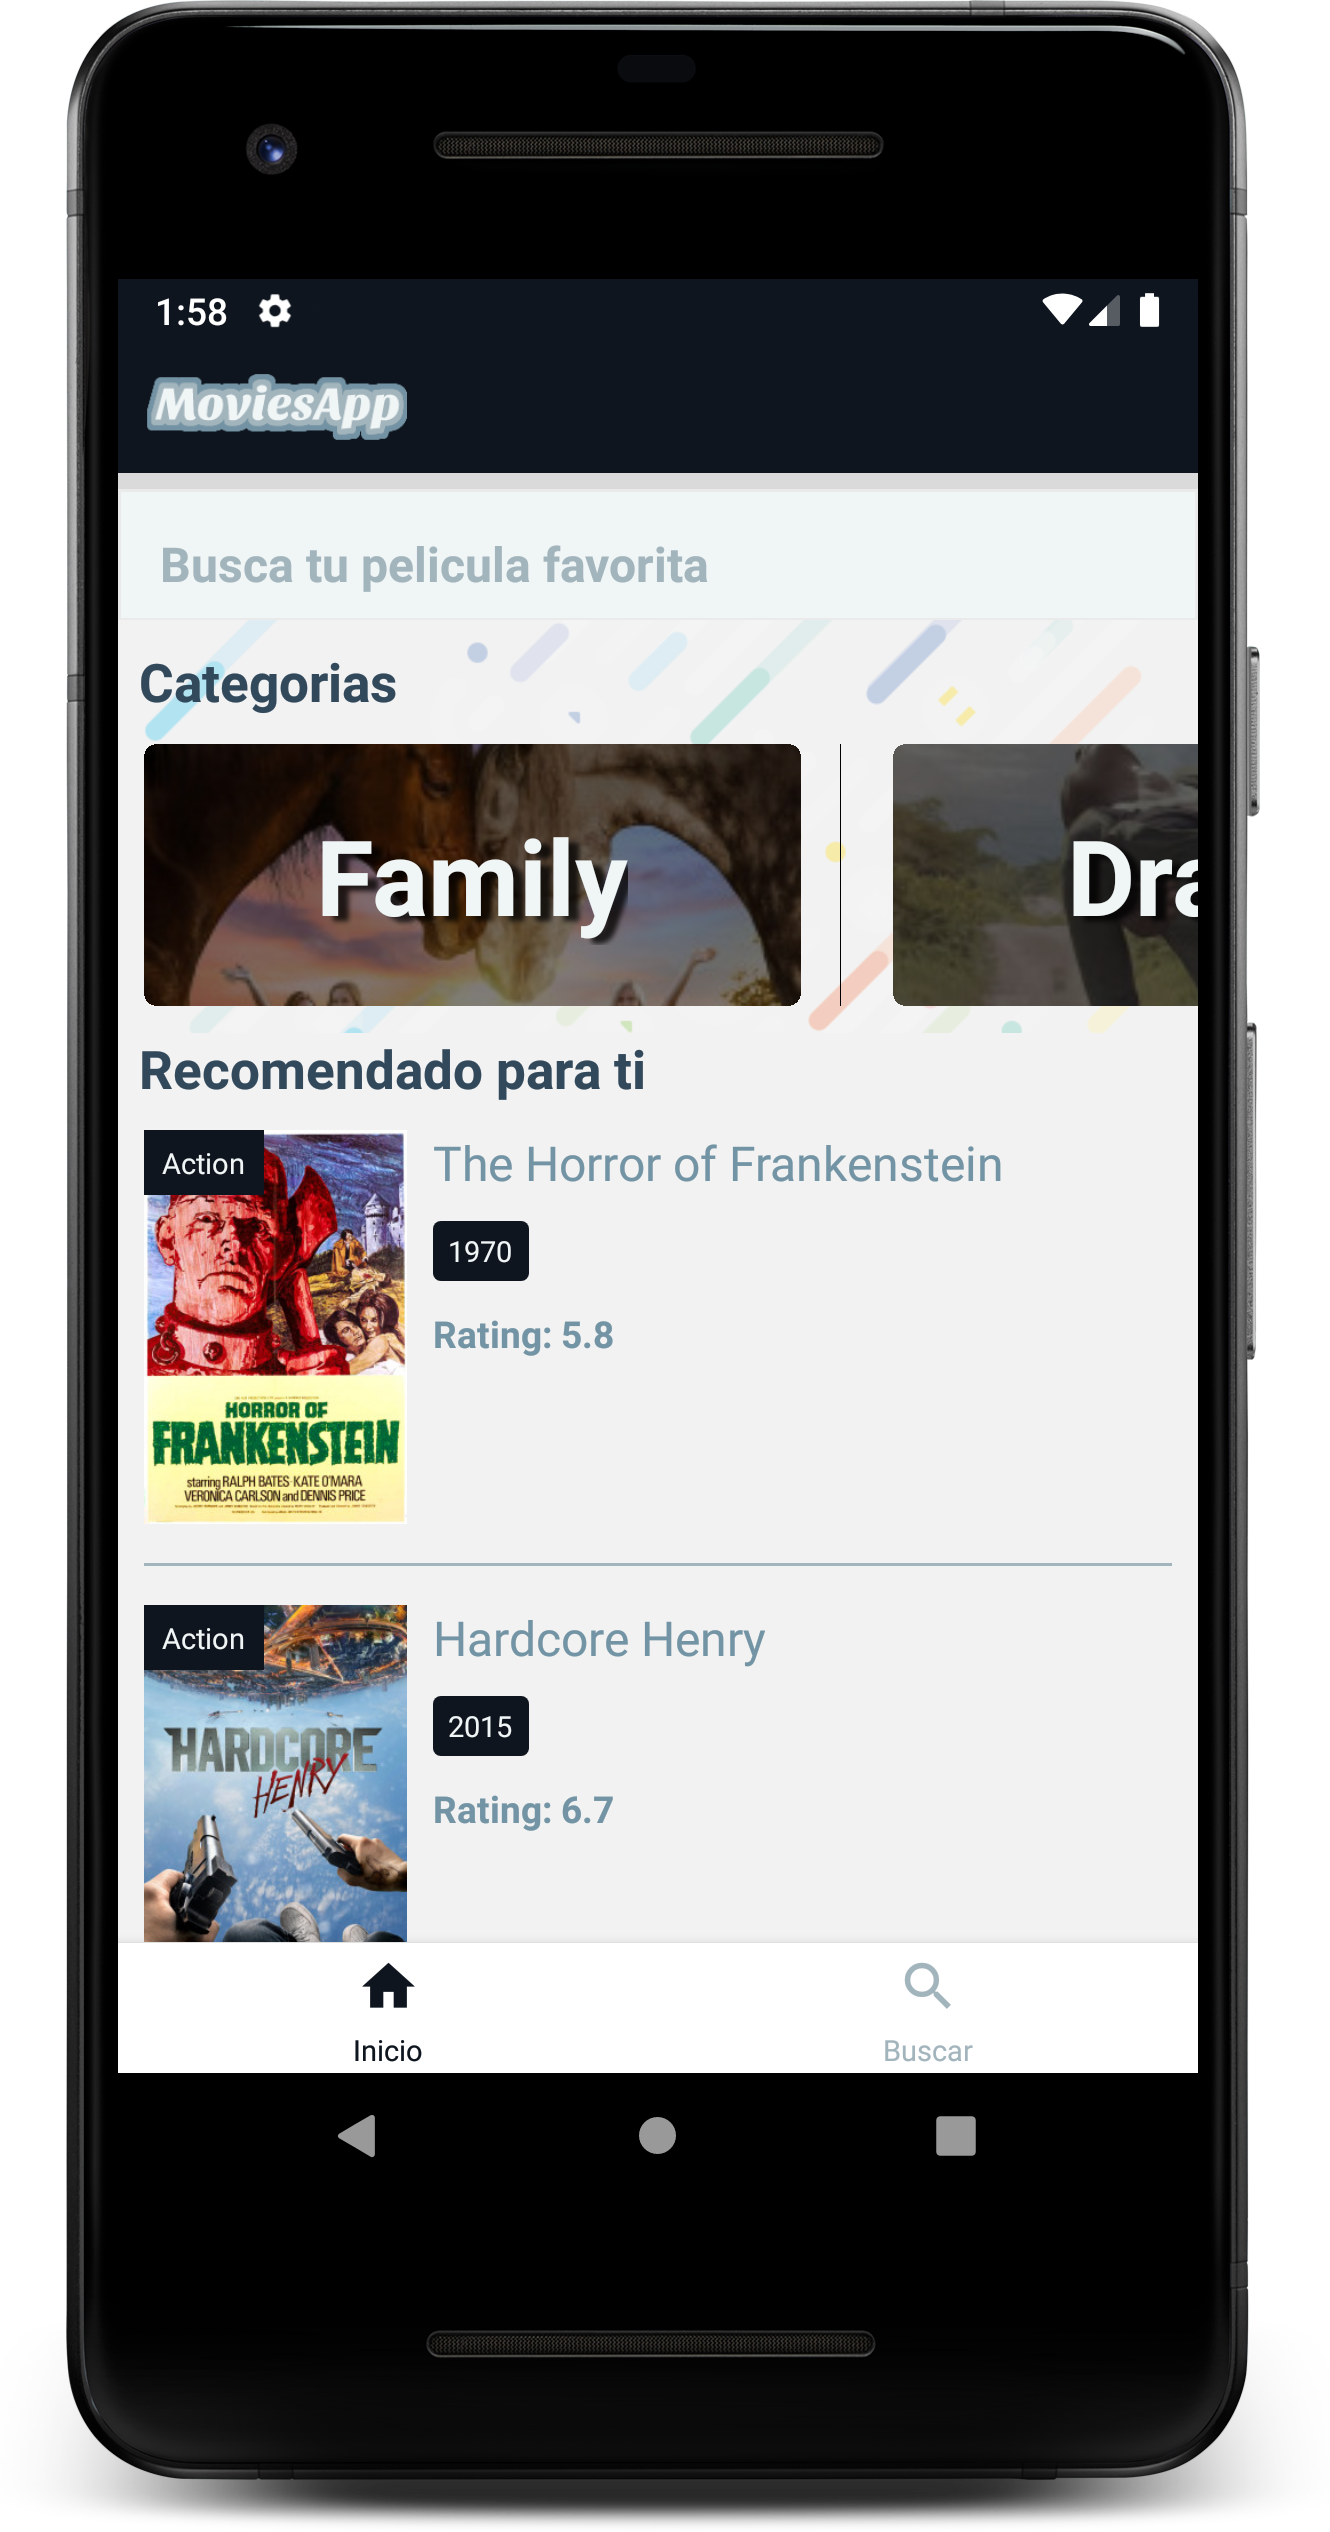 1:58
MoviesApp
Busca tu pelicula favorita
Categorias
Family
Dra
Recomendado para ti
Action
The Horror of Frankenstein
1970
Rating: 5.8
HORROR OF
FRANKENSTEIN
starring RALPH BATES·KATE O'MARA
VERONICA CARLSON and DENNIS PRICE
Action
Hardcore Henry
2015
Rating: 6.7
HARDCORE
HENRY
Inicio
Buscar